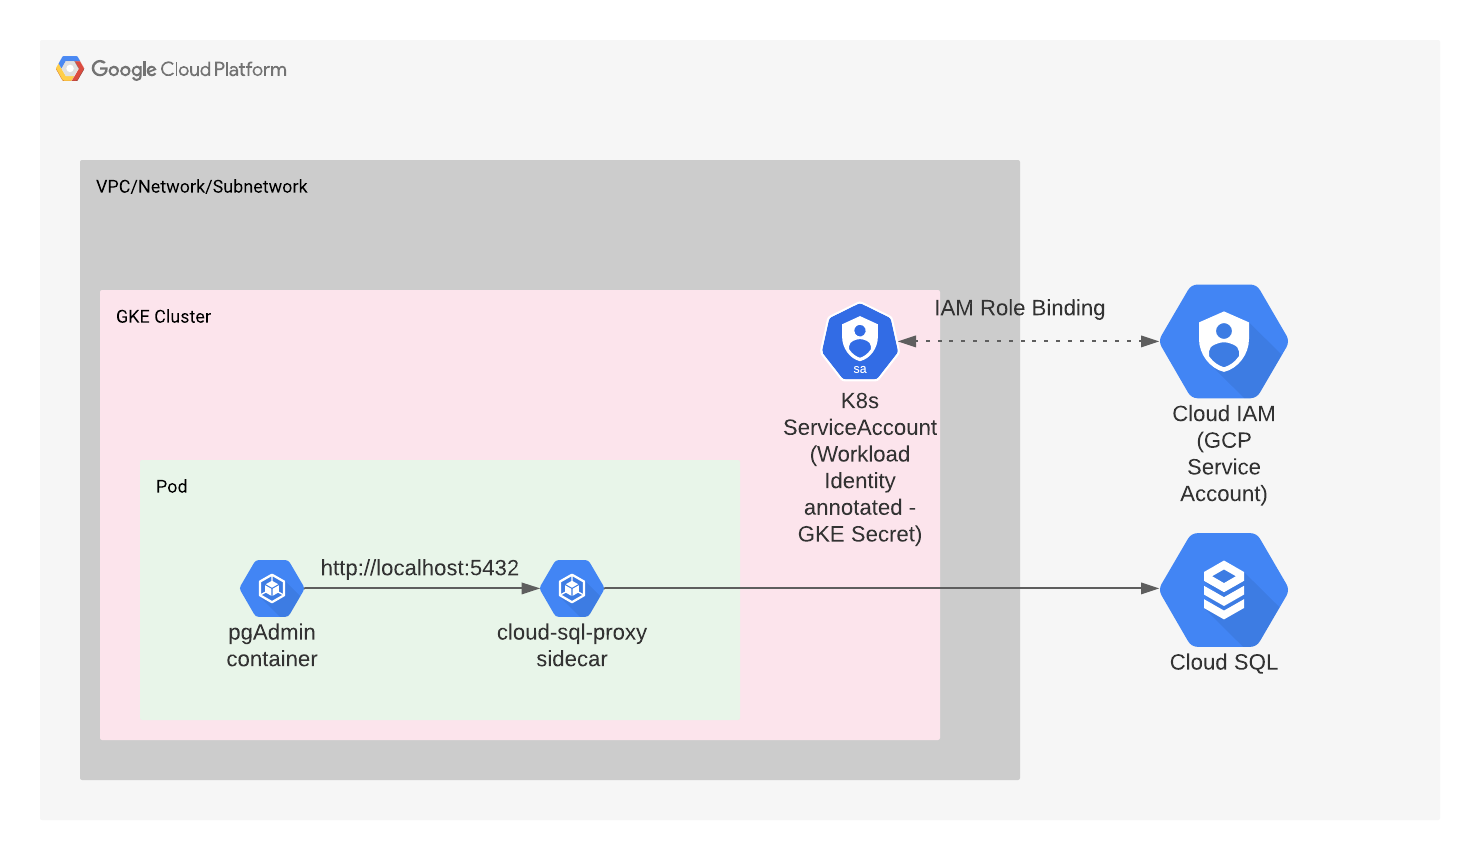 Google Cloud Platform
VPC/Network/Subnetwork
GKE Cluster
IAM Role Binding
sa
K8s
ServiceAccount
(Workload
Identity
annotated -
GKE Secret)
Cloud IAM
(GCP
Service
Account)
Pod
http://localhost:5432
pgAdmin
container
cloud-sql-proxy
sidecar
Cloud SQL